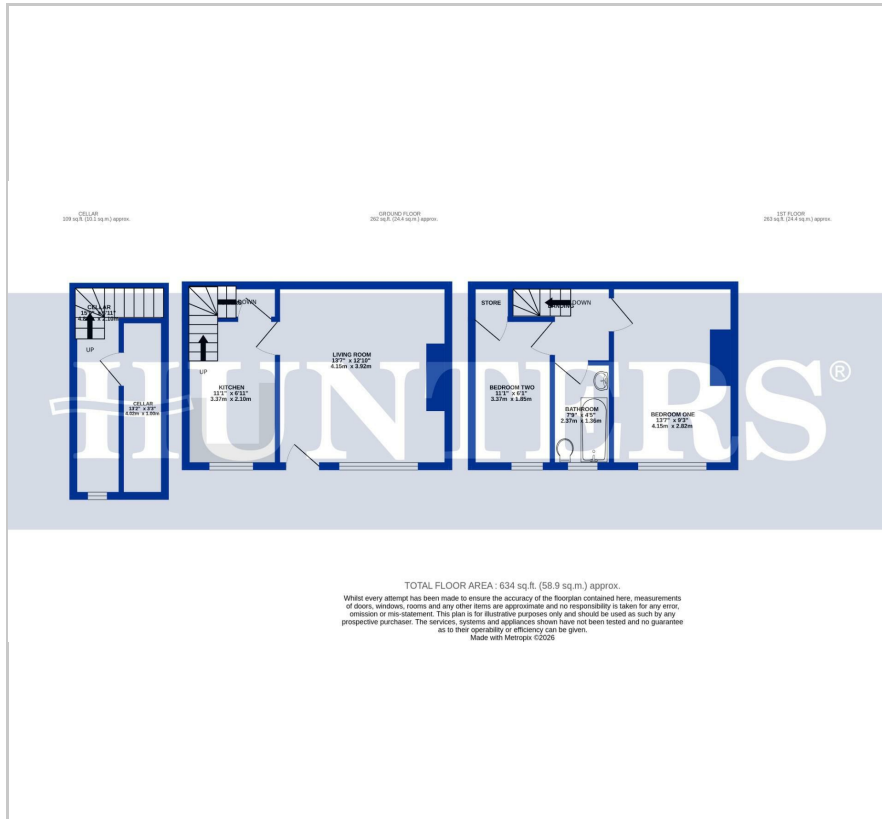 CELLAR
109 sq.ft. (10.1 sq.m.) approx.
GROUND FLOOR
262 sq.ft. (24.4 sq.m.) approx.
1ST FLOOR
263 sq.ft. (24.4 sq.m.) approx.
CELLAR
UP
CELLAR
13'2" x 3'3"
4.02m x 1.00m
DOWN
UP
KITCHEN
11'1" x 6'11"
3.37m x 2.10m
LIVING ROOM
13'7" x 12'10"
4.15m x 3.92m
STORE
LANDING
DOWN
BEDROOM TWO
11'1" x 6'1"
3.37m x 1.85m
BATHROOM
7'9" x 4'5"
2.37m x 1.36m
BEDROOM ONE
13'7" x 9'3"
4.15m x 2.82m
HUNTERS®
TOTAL FLOOR AREA : 634 sq.ft. (58.9 sq.m.) approx.
Whilst every attempt has been made to ensure the accuracy of the floorplan contained here, measurements
of doors, windows, rooms and any other items are approximate and no responsibility is taken for any error,
omission or mis-statement. This plan is for illustrative purposes only and should be used as such by any
prospective purchaser. The services, systems and appliances shown have not been tested and no guarantee
as to their operability or efficiency can be given.
Made with Metropix ©2026